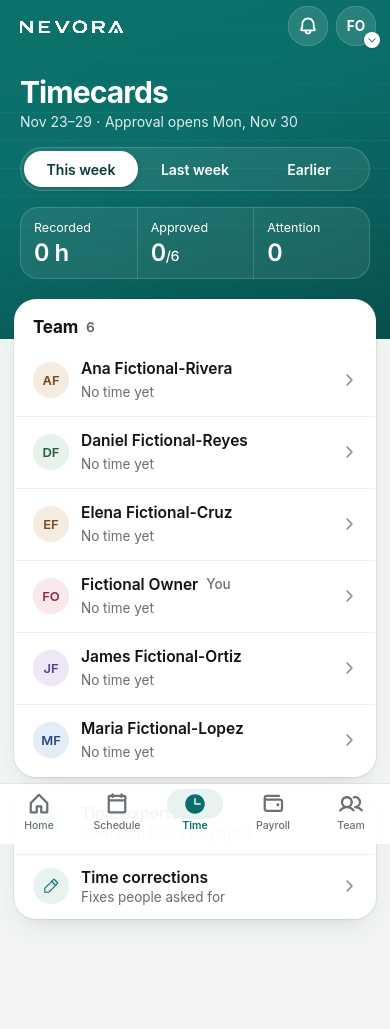 NEVORA
FO
Timecards
Nov 23–29 · Approval opens Mon, Nov 30
This week
Last week
Earlier
Recorded
0 h
Approved
0/6
Attention
0
Team 6
AF
Ana Fictional-Rivera
No time yet
DF
Daniel Fictional-Reyes
No time yet
EF
Elena Fictional-Cruz
No time yet
FO
Fictional Owner You
No time yet
JF
James Fictional-Ortiz
No time yet
MF
Maria Fictional-Lopez
No time yet
Home
Schedule
Time
Payroll
Team
Time corrections
Fixes people asked for